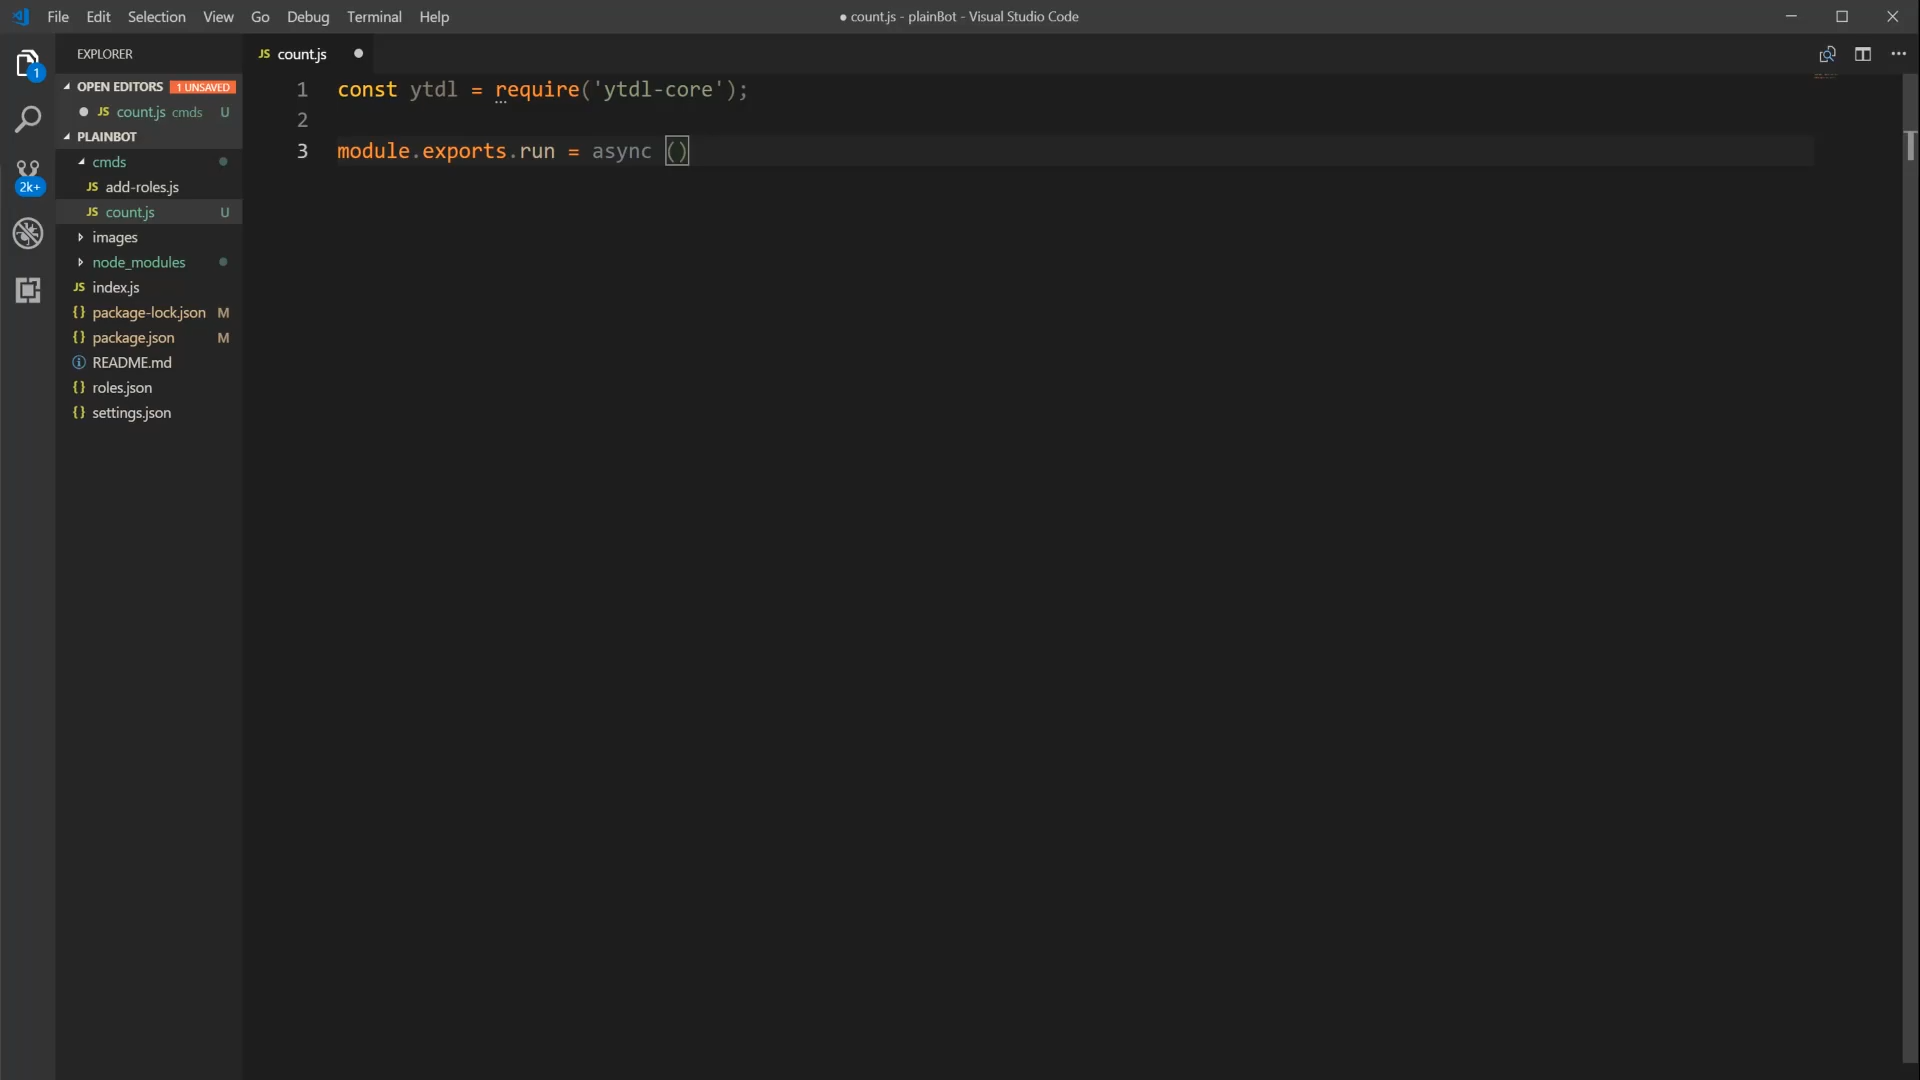 File Edit Selection View Go Debug Terminal Help
● count.js - plainBot - Visual Studio Code
EXPLORER
JS count.js ●
OPEN EDITORS 1 UNSAVED
● JS count.js cmds U
PLAINBOT
cmds
JS add-roles.js
JS count.js U
images
node_modules
JS index.js
{} package-lock.json M
{} package.json M
README.md
{} roles.json
{} settings.json
1
2k+
1 const ytdl = require('ytdl-core');
2
3 module.exports.run = async ()